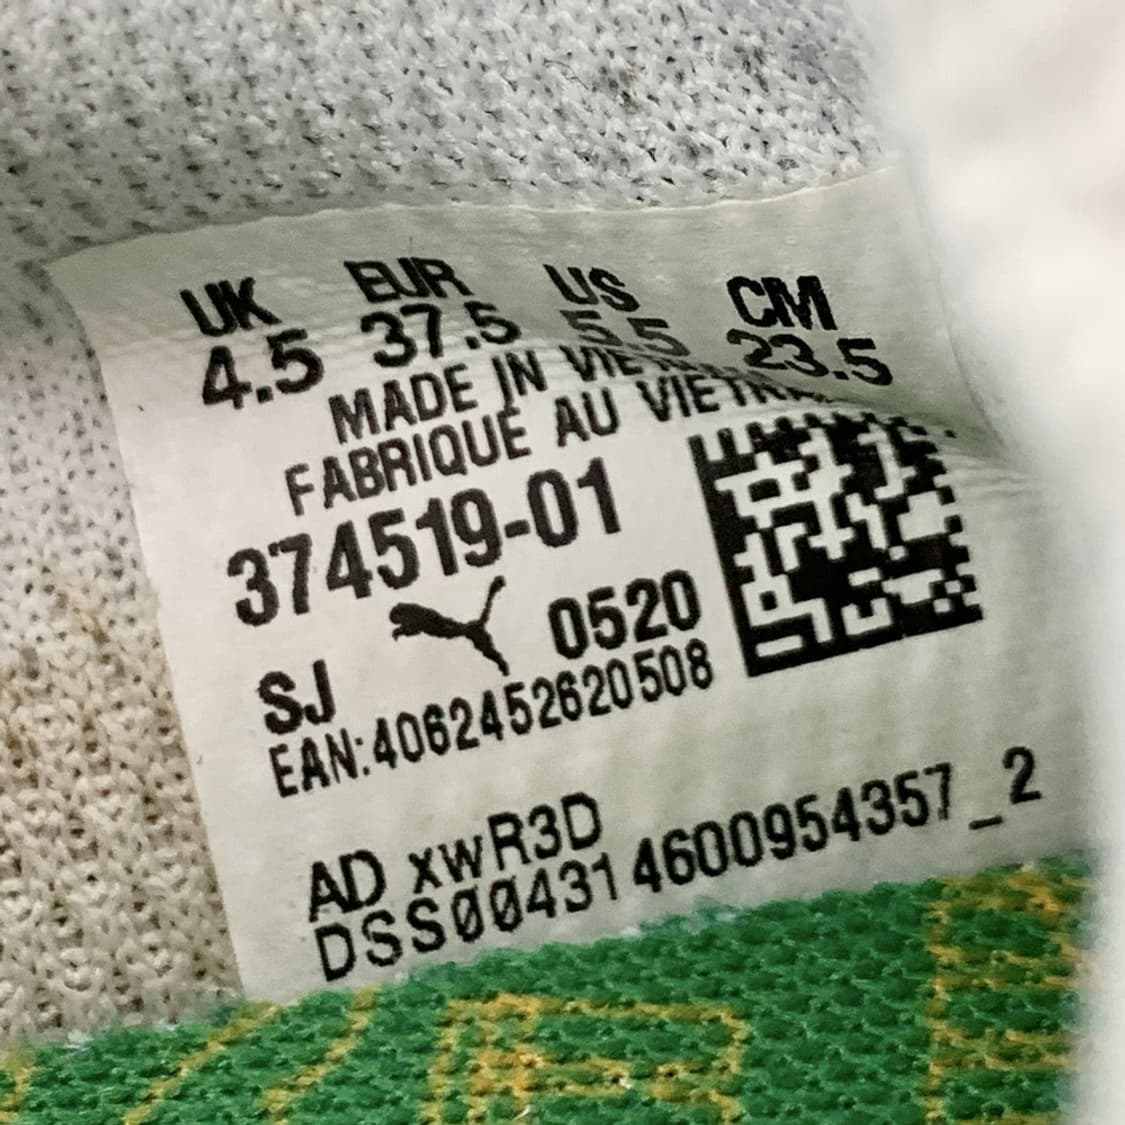 UK EUR US CM
4.5 37.5 5.5 23.5
MADE IN
FABRIQUÉ AU
374519-01
0520
SJ
EAN:4062452620508
AD xwR3D
DSS00431 4600954357_2